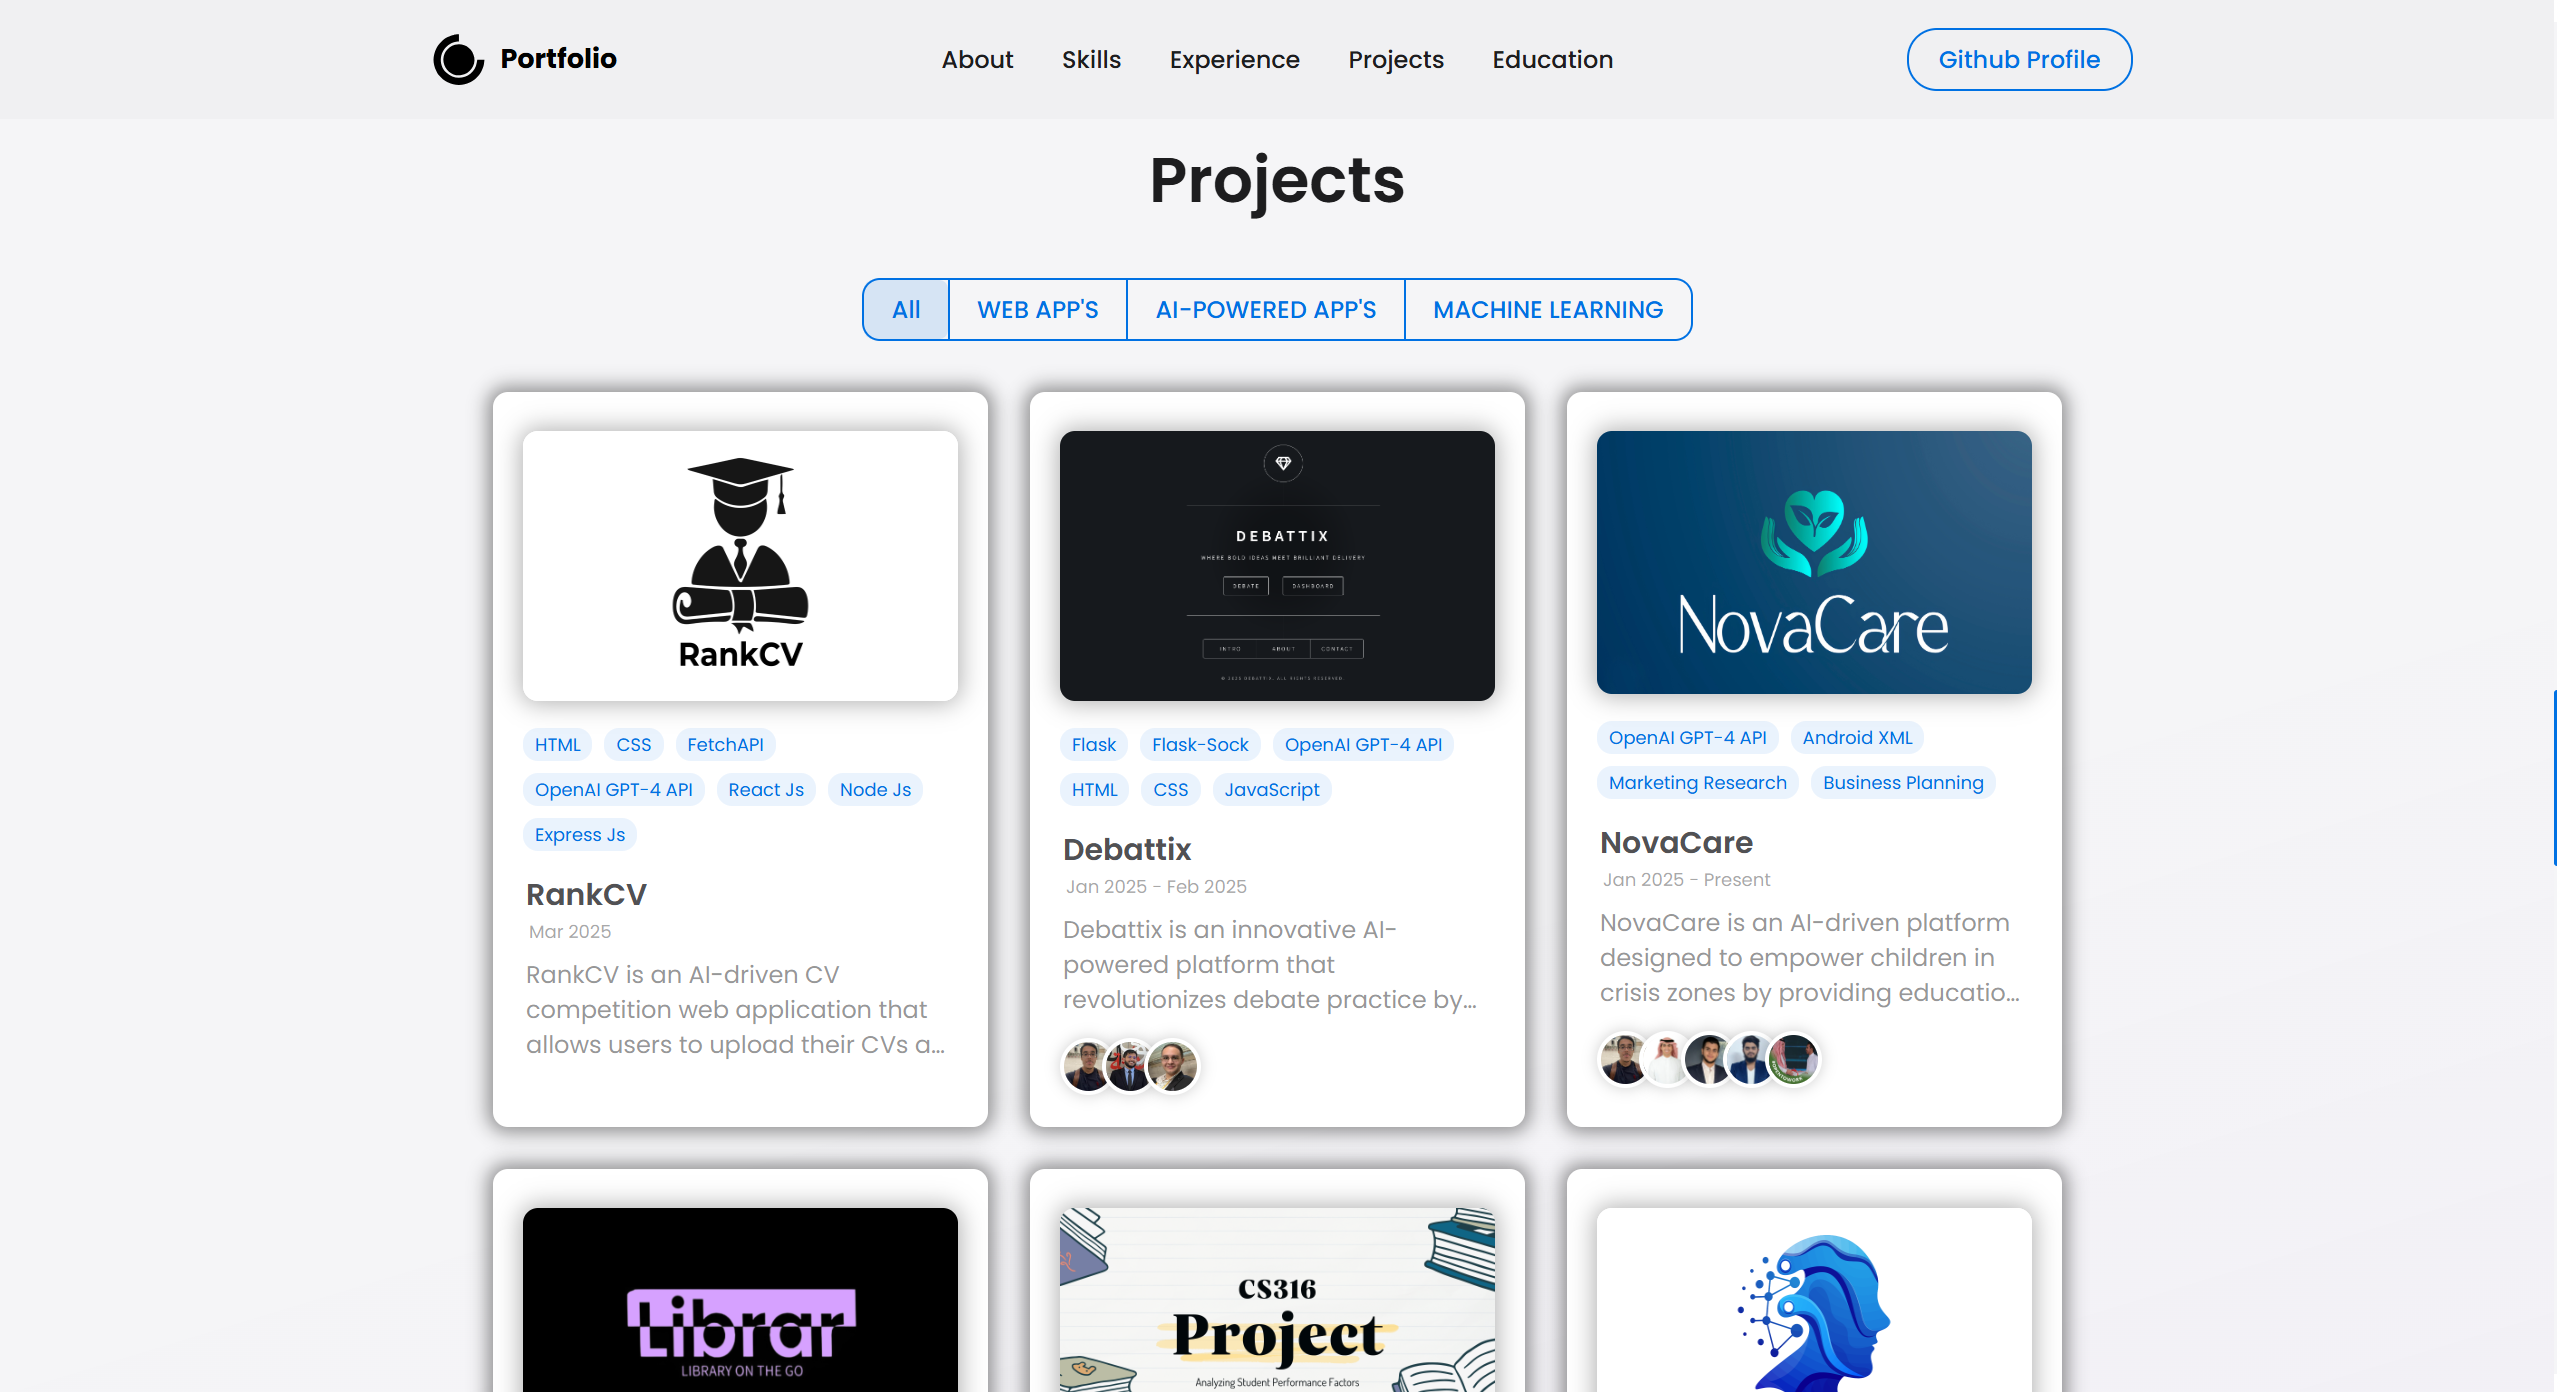 Portfolio
About
Skills
Experience
Projects
Education
Github Profile
Projects
All
WEB APP'S
AI-POWERED APP'S
MACHINE LEARNING
RankCV
HTML
CSS
FetchAPI
OpenAI GPT-4 API
React Js
Node Js
Express Js
RankCV
Mar 2025
RankCV is an AI-driven CV
competition web application that
allows users to upload their CVs a...
DEBATTIX
WHERE BOLD IDEAS MEET BRILLIANT DELIVERY
DEBATE
DASHBOARD
INTRO
ABOUT
CONTACT
© 2025 DEBATTIX. ALL RIGHTS RESERVED.
Flask
Flask-Sock
OpenAI GPT-4 API
HTML
CSS
JavaScript
Debattix
Jan 2025 - Feb 2025
Debattix is an innovative AI-
powered platform that
revolutionizes debate practice by...
NovaCare
OpenAI GPT-4 API
Android XML
Marketing Research
Business Planning
NovaCare
Jan 2025 - Present
NovaCare is an AI-driven platform
designed to empower children in
crisis zones by providing educatio...
Librar
LIBRARY ON THE GO
CS316
Project
Analyzing Student Performance Factors